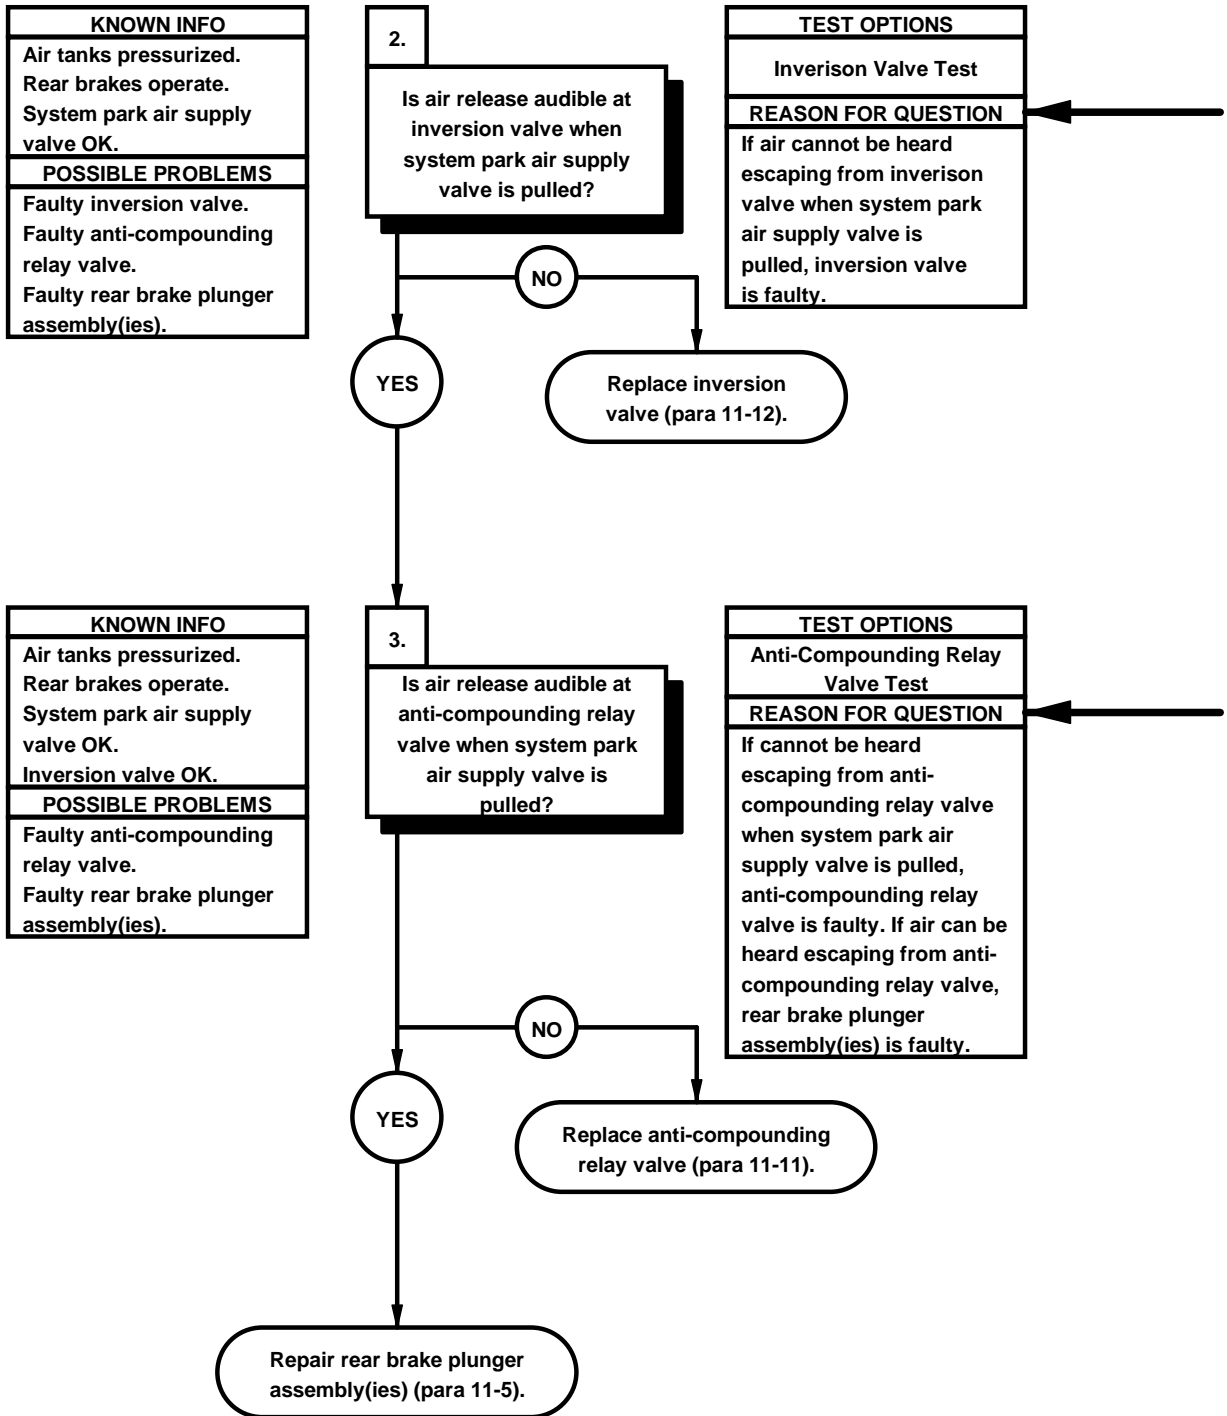 KNOWN INFO
Air tanks pressurized.
Rear brakes operate.
System park air supply
valve OK.
POSSIBLE PROBLEMS
Faulty inversion valve.
Faulty anti-compounding
relay valve.
Faulty rear brake plunger
assembly(ies).
2.
Is air release audible at
inversion valve when
system park air supply
valve is pulled?
TEST OPTIONS
Inverison Valve Test
REASON FOR QUESTION
If air cannot be heard
escaping from inverison
valve when system park
air supply valve is
pulled, inversion valve
is faulty.
NO
YES
Replace inversion
valve (para 11-12).
KNOWN INFO
Air tanks pressurized.
Rear brakes operate.
System park air supply
valve OK.
Inversion valve OK.
POSSIBLE PROBLEMS
Faulty anti-compounding
relay valve.
Faulty rear brake plunger
assembly(ies).
3.
Is air release audible at
anti-compounding relay
valve when system park
air supply valve is
pulled?
TEST OPTIONS
Anti-Compounding Relay
Valve Test
REASON FOR QUESTION
If cannot be heard
escaping from anti-
compounding relay valve
when system park air
supply valve is pulled,
anti-compounding relay
valve is faulty. If air can be
heard escaping from anti-
compounding relay valve,
rear brake plunger
assembly(ies) is faulty.
NO
YES
Replace anti-compounding
relay valve (para 11-11).
Repair rear brake plunger
assembly(ies) (para 11-5).